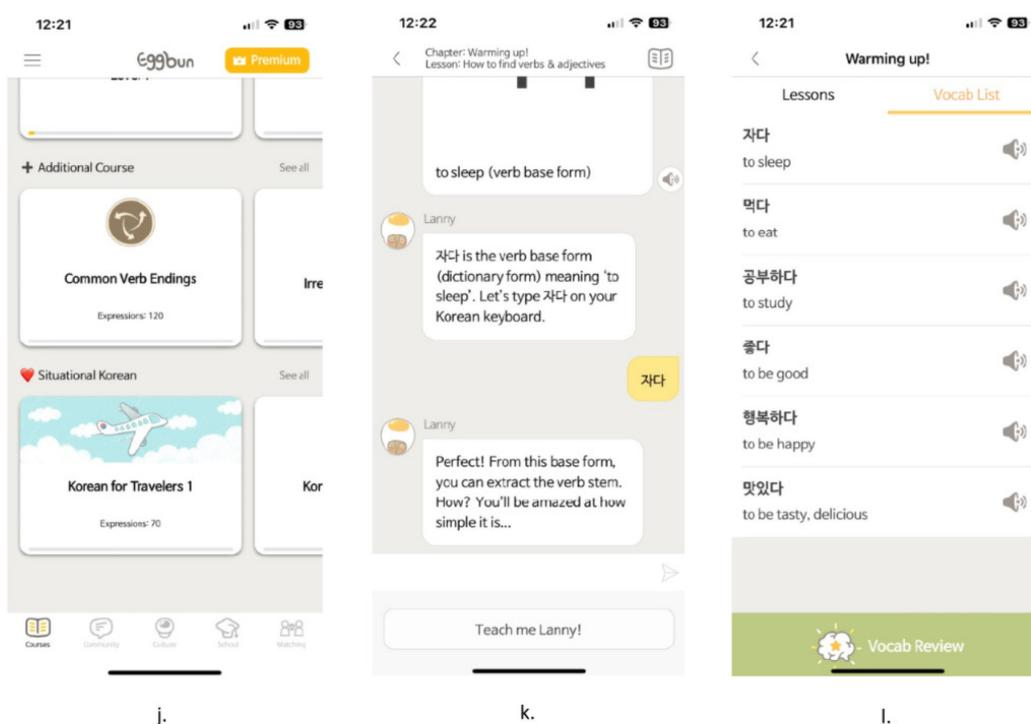 12:21
93
Eggbun
Premium
+ Additional Course
See all
Common Verb Endings
Irre
Expressions: 120
Situational Korean
See all
Korean for Travelers 1
Kor
Expressions: 70
Courses
Community
Culture
School
Matching
j.
12:22
93
Chapter: Warming up!
Lesson: How to find verbs & adjectives
to sleep (verb base form)
Lanny
자다 is the verb base form
(dictionary form) meaning 'to
sleep'. Let's type 자다 on your
Korean keyboard.
자다
Lanny
Perfect! From this base form,
you can extract the verb stem.
How? You'll be amazed at how
simple it is...
Teach me Lanny!
k.
12:21
93
Warming up!
Lessons
Vocab List
자다
to sleep
먹다
to eat
공부하다
to study
좋다
to be good
행복하다
to be happy
맛있다
to be tasty, delicious
Vocab Review
l.